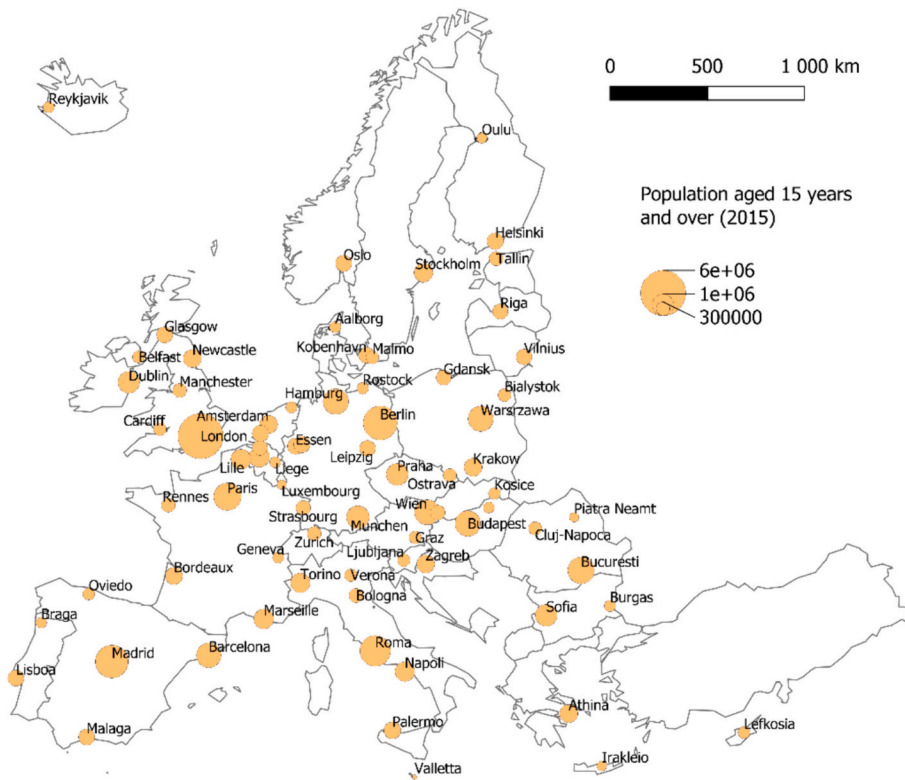 0 500 1 000 km
Reykjavik
Oulu
Population aged 15 years
and over (2015)
6e+06
1e+06
300000
Helsinki
Tallin
Oslo
Stockholm
Riga
Aalborg
Glasgow
Kobenhavn
Malmo
Vilnius
Belfast
Newcastle
Dublin
Manchester
Gdansk
Rostock
Bialystok
Hamburg
Amsterdam
Berlin
Warsrzawa
Cardiff
London
Essen
Leipzig
Lille
Liege
Praha
Krakow
Ostrava
Kosice
Rennes
Paris
Luxembourg
Strasbourg
Wien
Piatra Neamt
Munchen
Budapest
Zurich
Graz
Cluj-Napoca
Geneva
Ljubljana
Zagreb
Bordeaux
Torino
Verona
Bucuresti
Oviedo
Bologna
Burgas
Braga
Marseille
Sofia
Madrid
Barcelona
Roma
Lisboa
Napoli
Athina
Malaga
Palermo
Lefkosia
Valletta
Irakleio